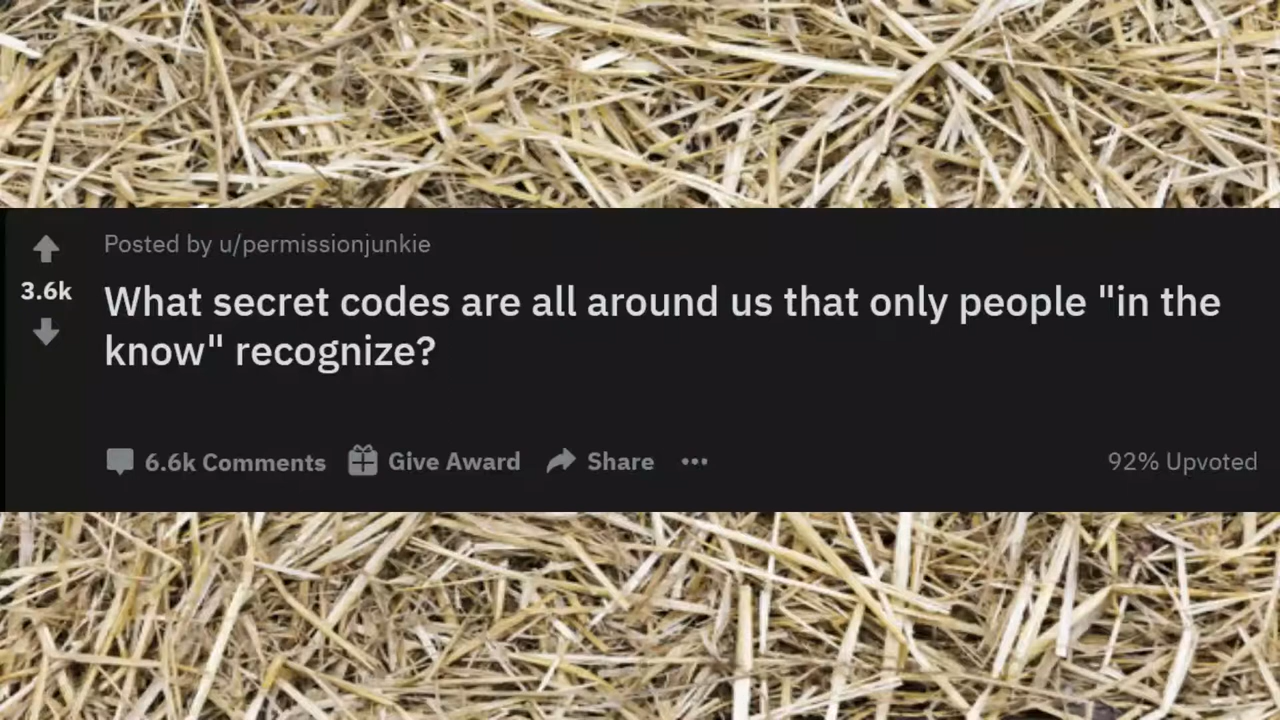 Posted by u/permissionjunkie
3.6k
What secret codes are all around us that only people "in the
know" recognize?
6.6k Comments Give Award Share ••• 92% Upvoted